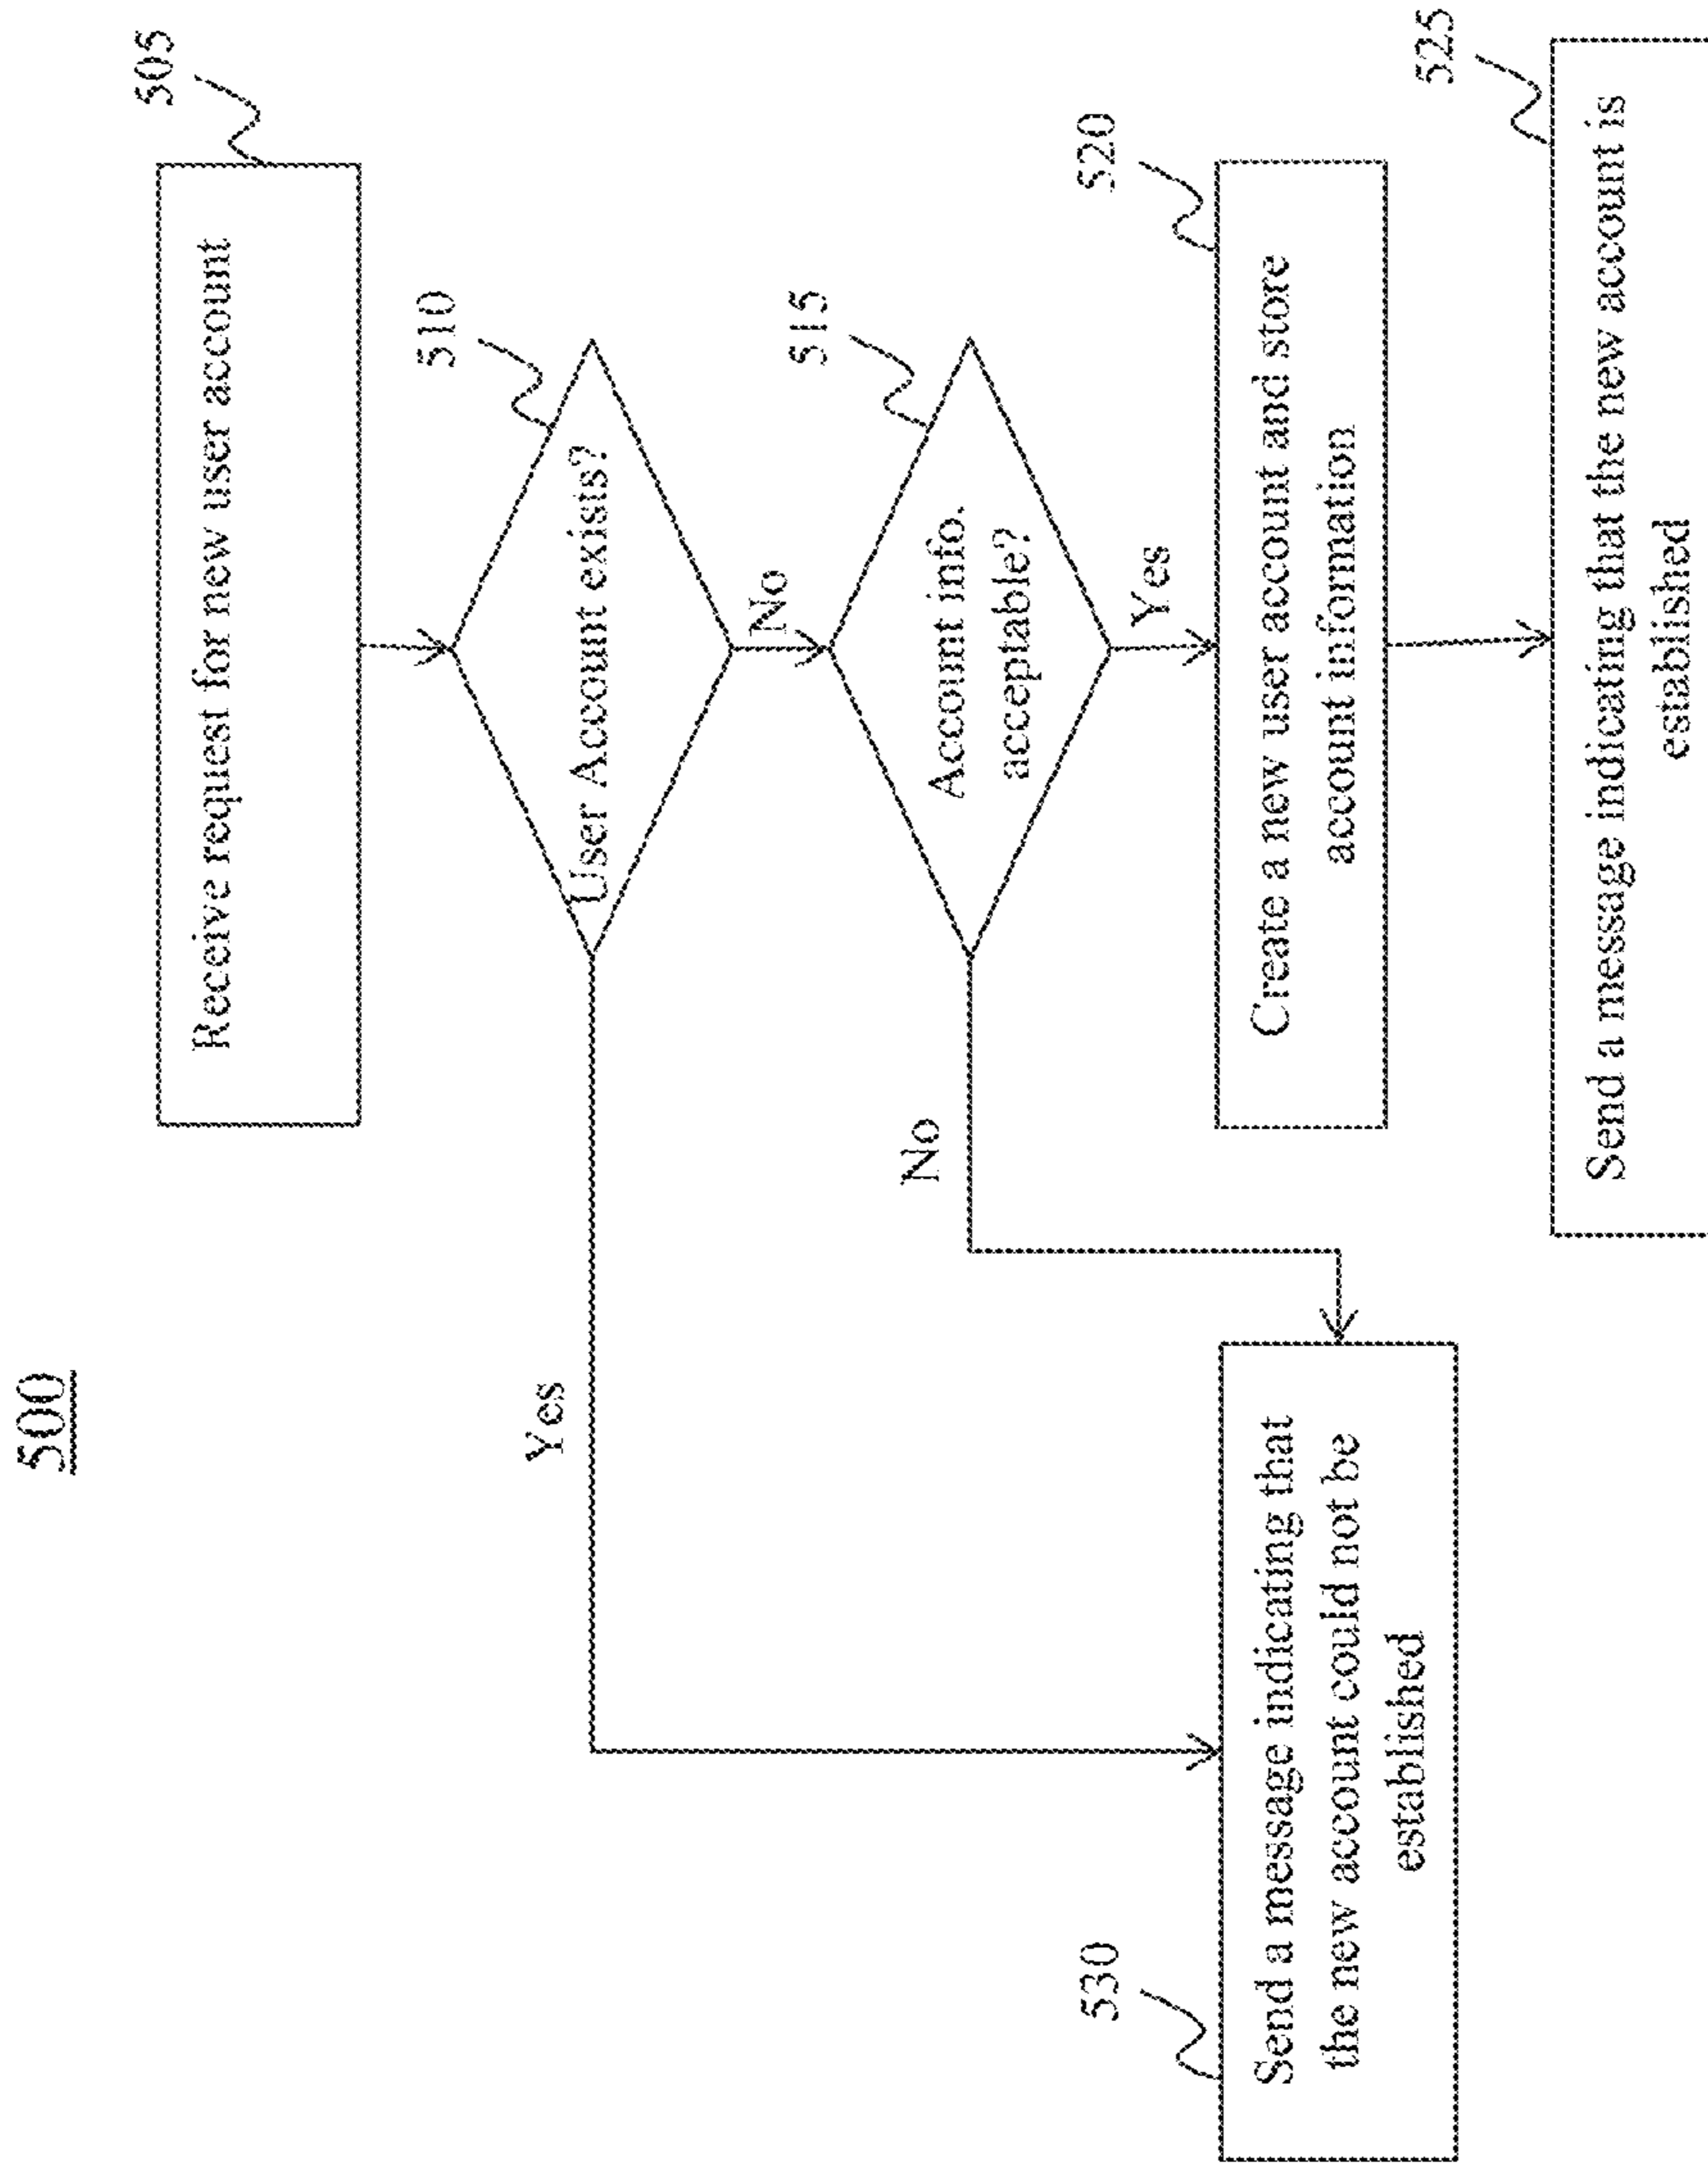 500
505
Receive request for new user account
510
User Account exists?
Yes
No
515
Account info.
acceptable?
No
Yes
520
Create a new user account and store
account information
530
Send a message indicating that
the new account could not be
established
525
Send a message indicating that the new account is
established